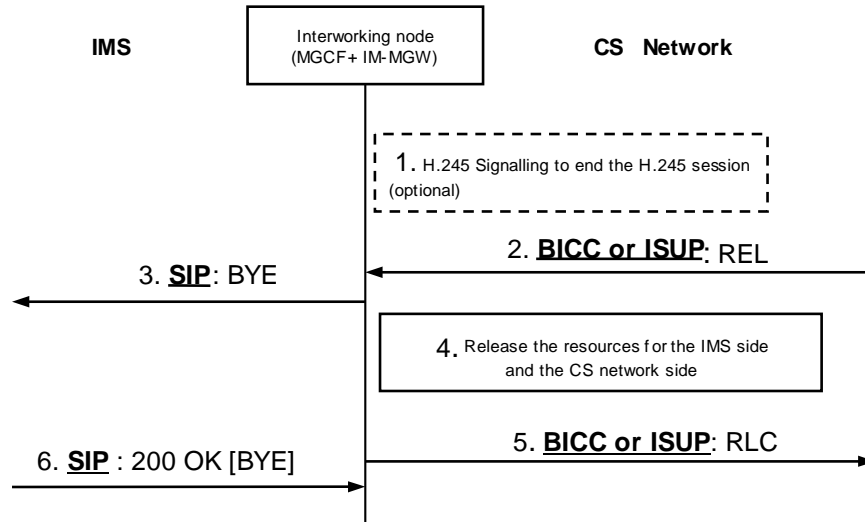 IMS
Interworking node
(MGCF+ IM-MGW)
CS Network
1. H.245 Signalling to end the H.245 session
(optional)
2. BICC or ISUP: REL
3. SIP: BYE
4. Release the resources for the IMS side
and the CS network side
5. BICC or ISUP: RLC
6. SIP : 200 OK [BYE]